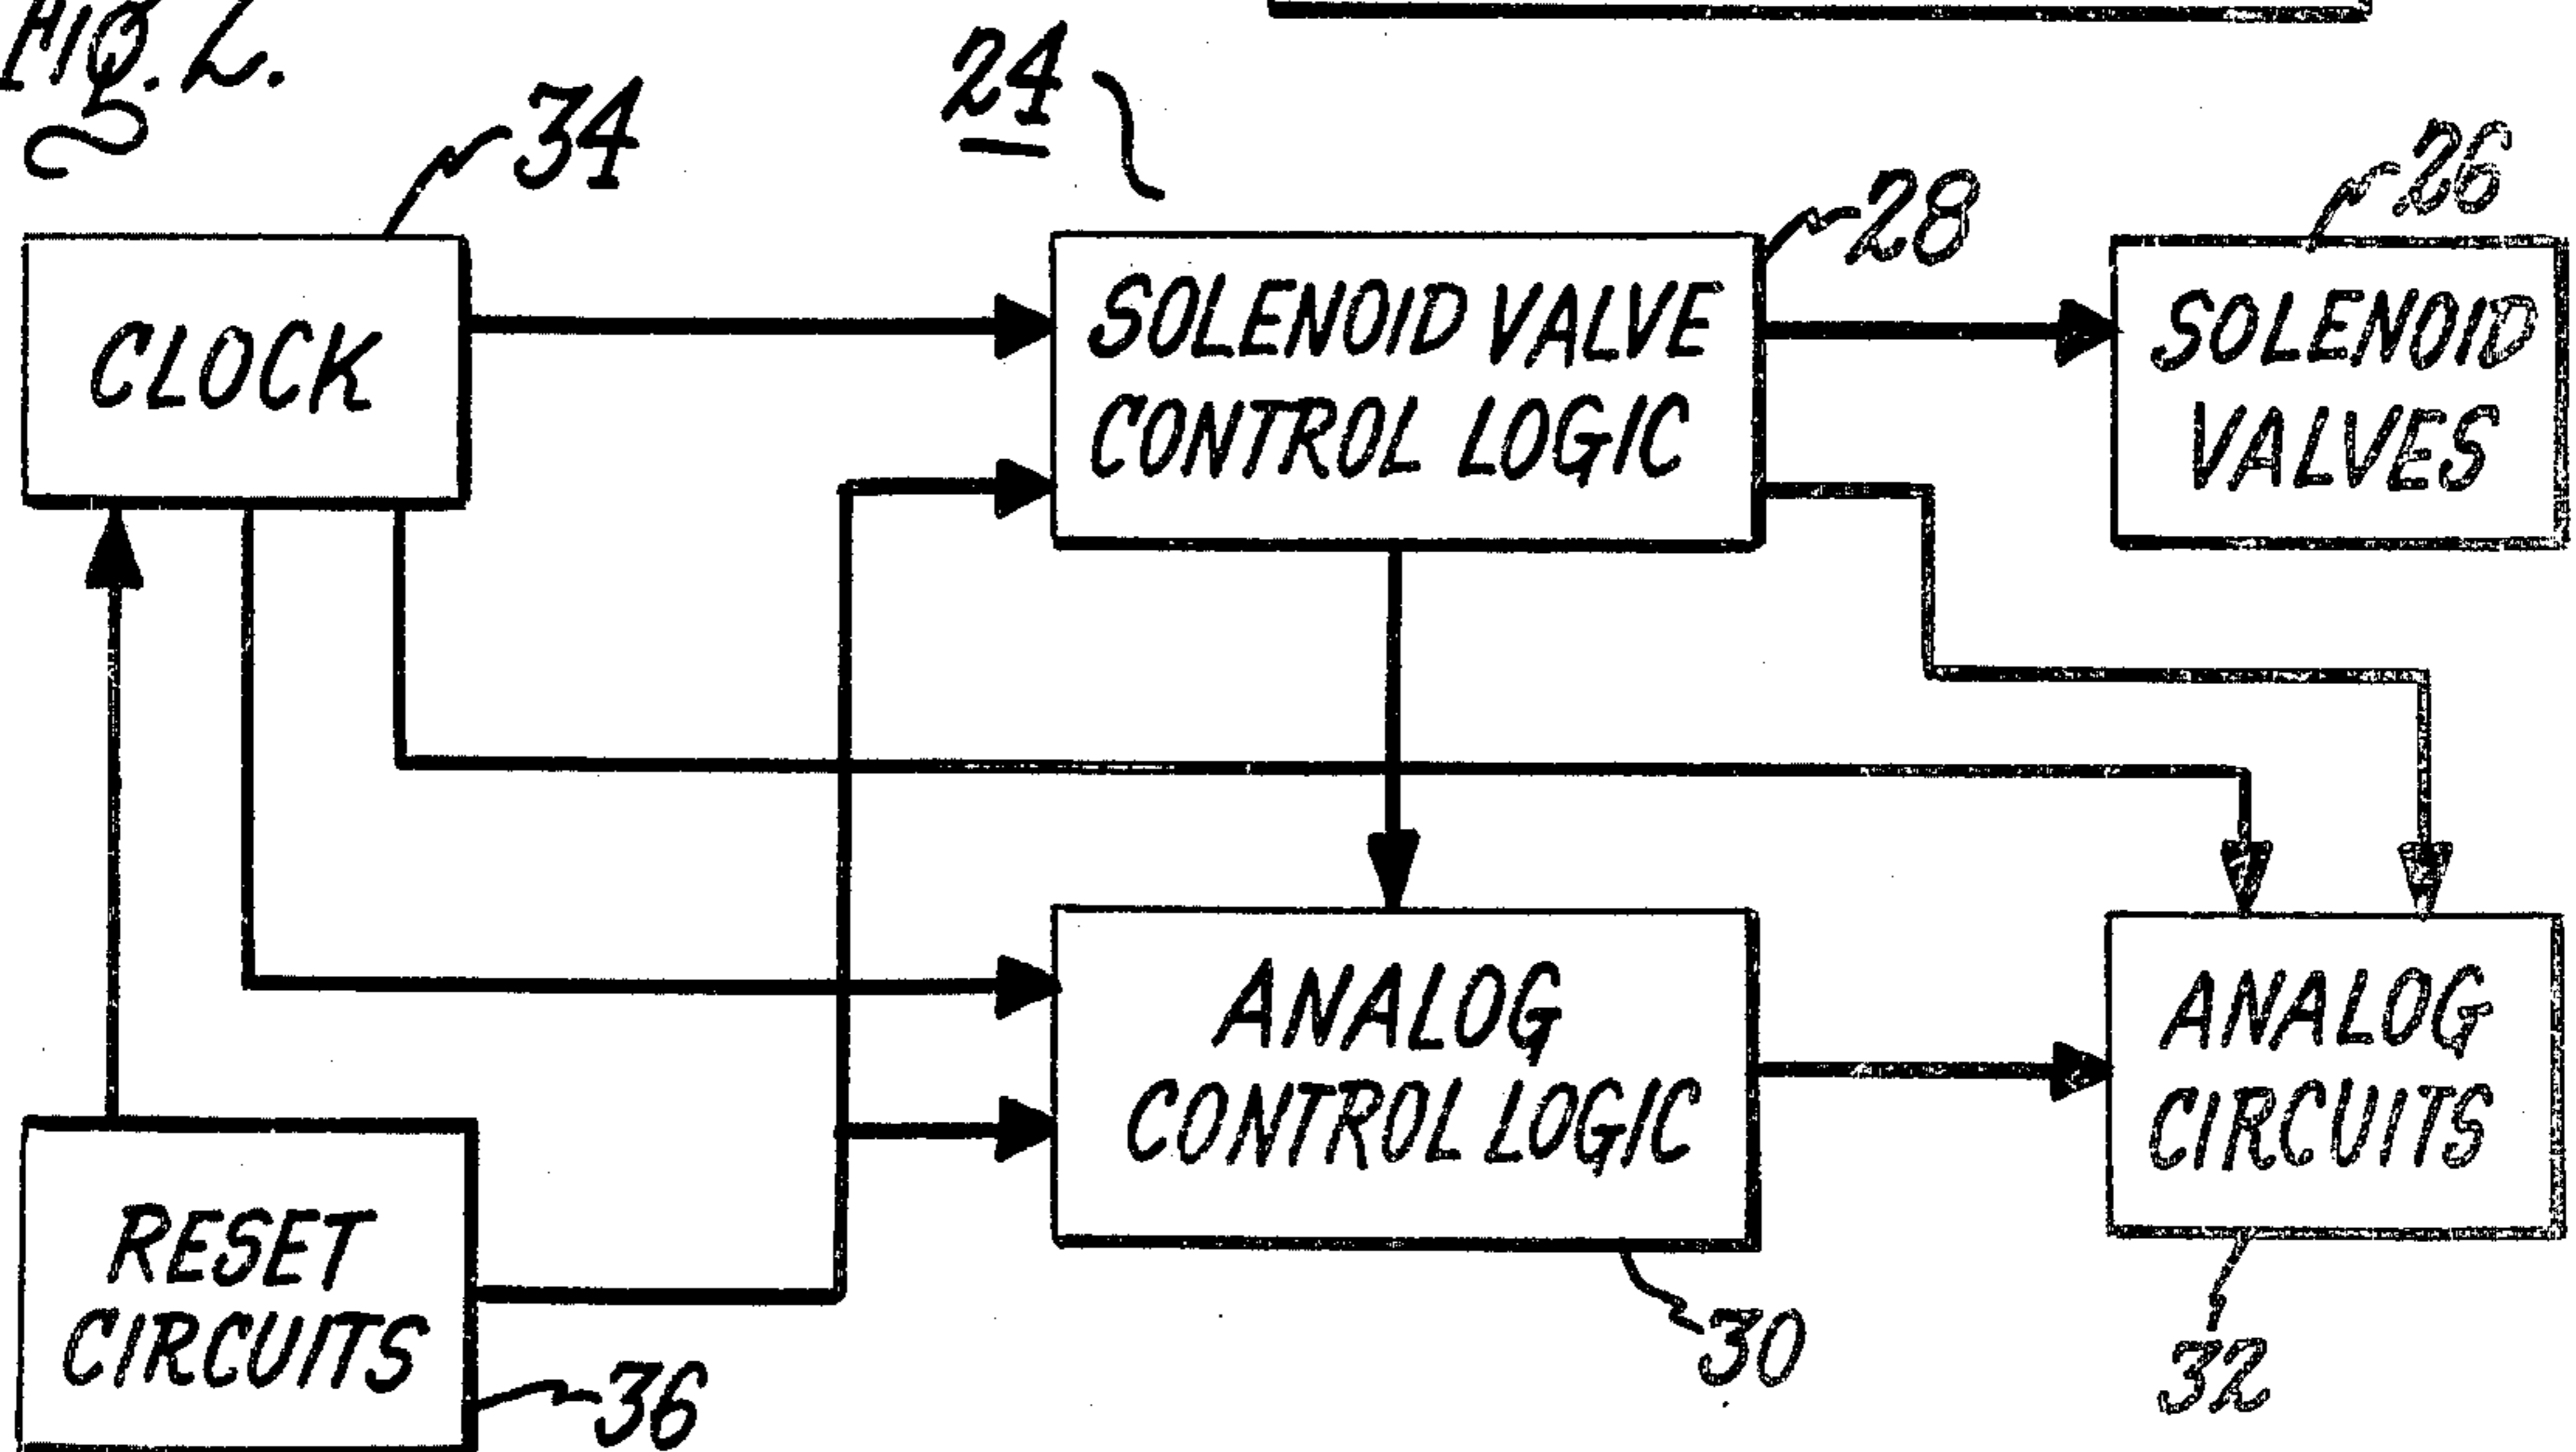 FIG. 2.
34
24
28
26
CLOCK
SOLENOID VALVE
CONTROL LOGIC
SOLENOID
VALVES
ANALOG
CONTROL LOGIC
ANALOG
CIRCUITS
RESET
CIRCUITS
30
32
36